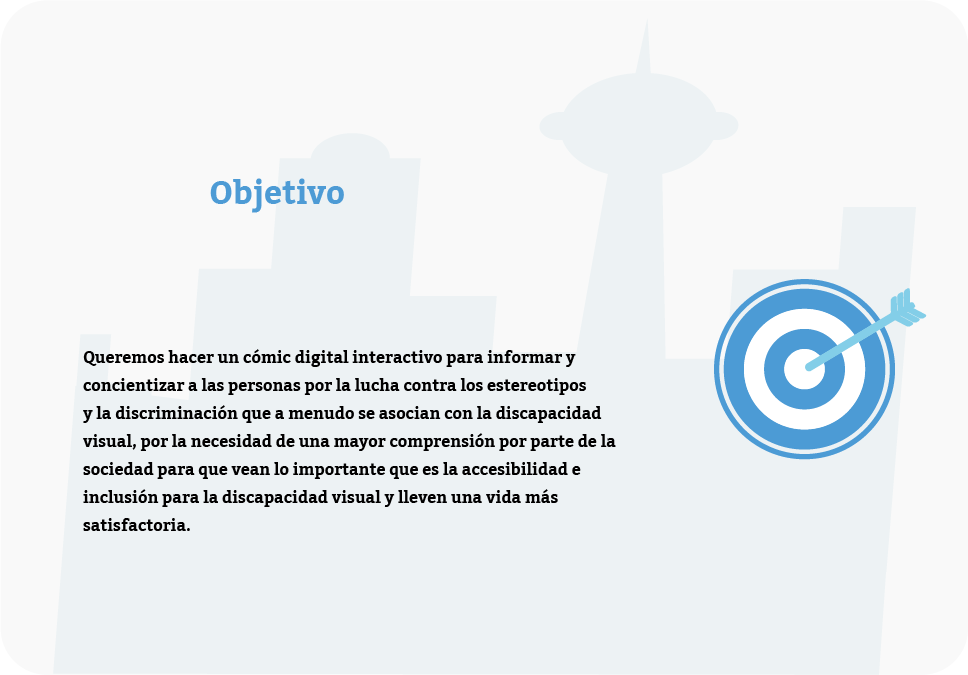 Objetivo
Queremos hacer un cómic digital interactivo para informar y
concientizar a las personas por la lucha contra los estereotipos
y la discriminación que a menudo se asocian con la discapacidad
visual, por la necesidad de una mayor comprensión por parte de la
sociedad para que vean lo importante que es la accesibilidad e
inclusión para la discapacidad visual y lleven una vida más
satisfactoria.